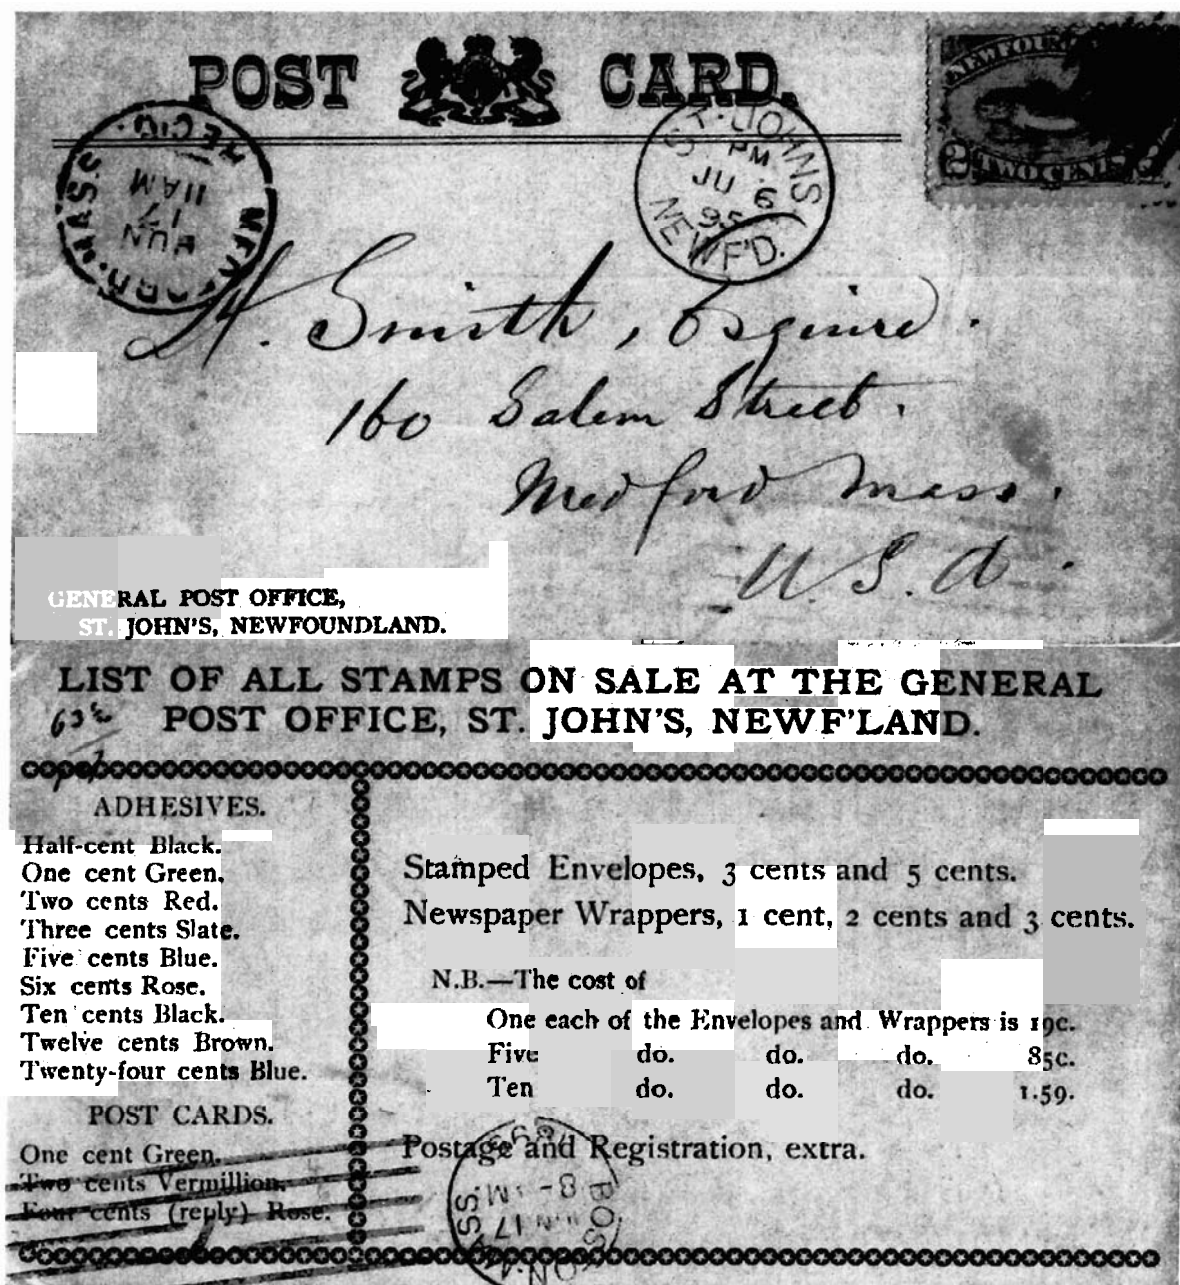 POST CARD.
NEWFOUN
2 TWO CENTS
MEDFORD. MASS. REC'D.
JUN
17
11 AM
ST. JOHNS
PM
JU 6
95
NEWF'D.
H. Smith, Esquire.
160 Salem Street.
Medford Mass.
U. S. A.
GENERAL POST OFFICE,
ST. JOHN'S, NEWFOUNDLAND.
LIST OF ALL STAMPS ON SALE AT THE GENERAL
POST OFFICE, ST. JOHN'S, NEWF'LAND.
ADHESIVES.
Half-cent Black.
One cent Green.
Two cents Red.
Three cents Slate.
Five cents Blue.
Six cents Rose.
Ten cents Black.
Twelve cents Brown.
Twenty-four cents Blue.
POST CARDS.
One cent Green.
Two cents Vermillion.
Four cents (reply) Rose.
Stamped Envelopes, 3 cents and 5 cents.
Newspaper Wrappers, 1 cent, 2 cents and 3 cents.
N.B.—The cost of
One each of the Envelopes and Wrappers is 19c.
Five do. do. do. 85c.
Ten do. do. do. 1.59.
Postage and Registration, extra.
BOSTON.
17
8- M